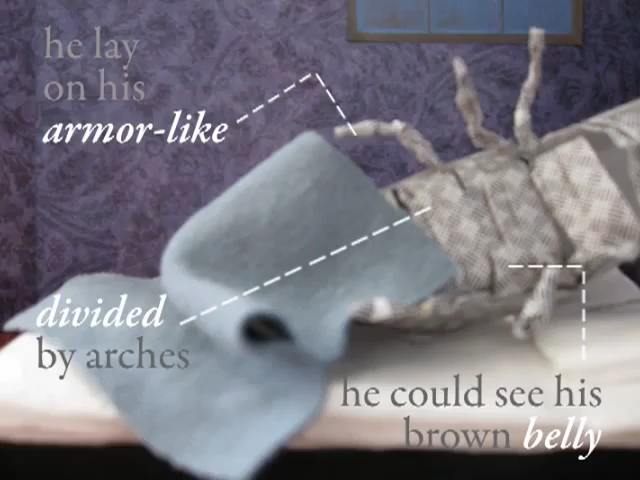 he lay
on his
armor-like
divided
by arches
he could see his
brown belly